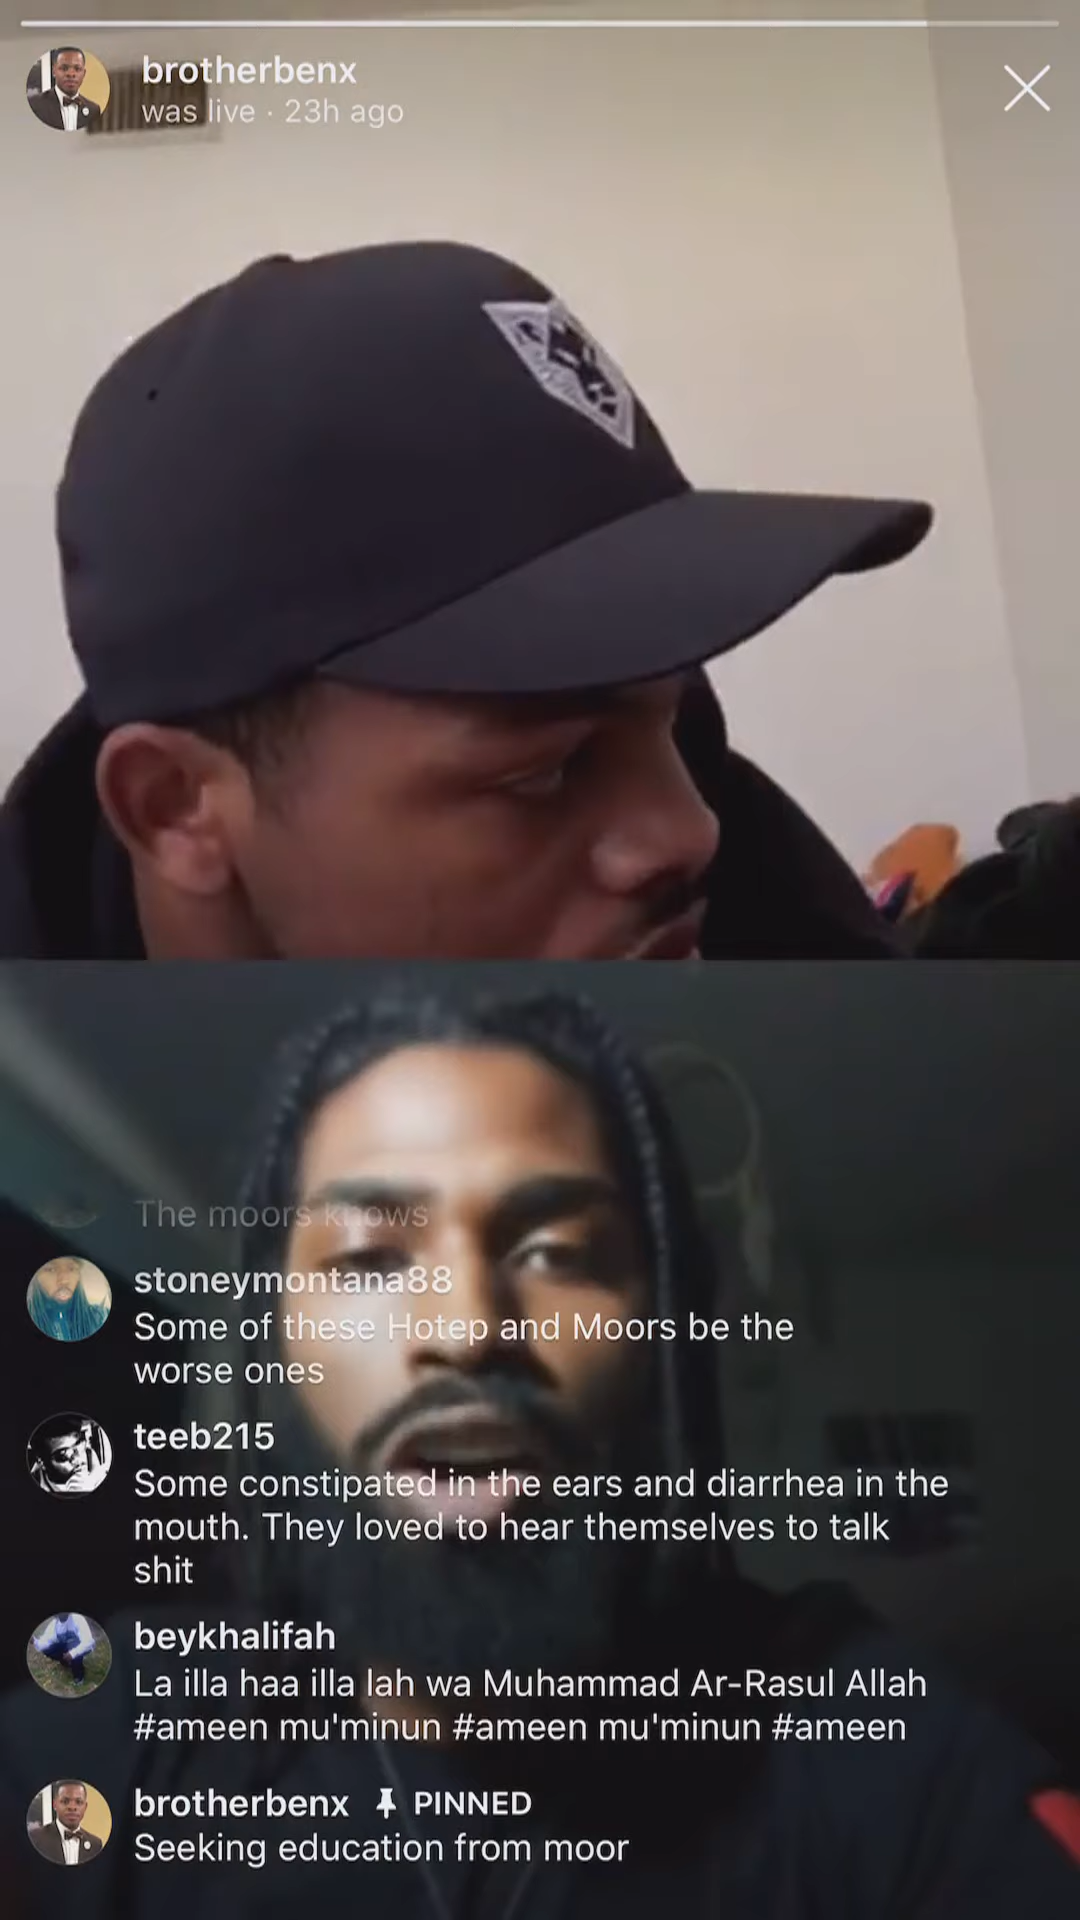 brotherbenx
was live · 23h ago
The moors knows
stoneymontana88
Some of these Hotep and Moors be the
worse ones
teeb215
Some constipated in the ears and diarrhea in the
mouth. They loved to hear themselves to talk
shit
beykhalifah
La illa haa illa lah wa Muhammad Ar-Rasul Allah
#ameen mu'minun #ameen mu'minun #ameen
brotherbenx PINNED
Seeking education from moor